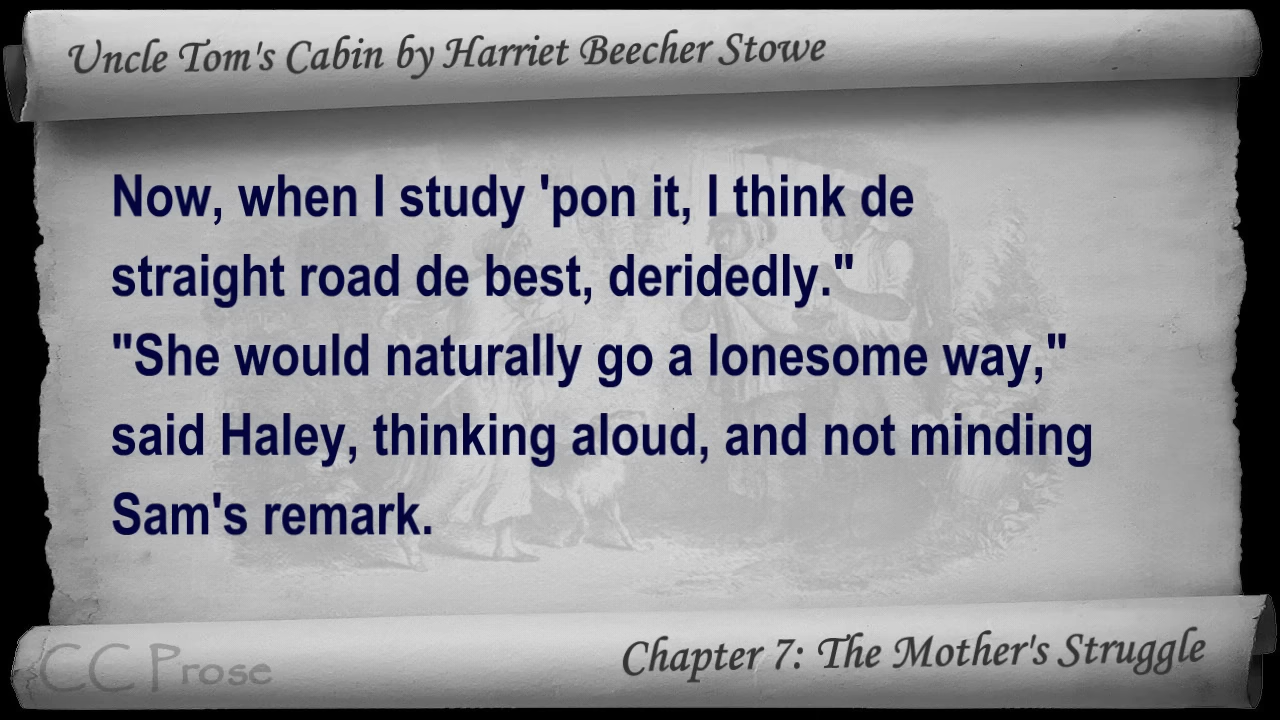 Uncle Tom's Cabin by Harriet Beecher Stowe
Now, when I study 'pon it, I think de
straight road de best, deridedly."
"She would naturally go a lonesome way,"
said Haley, thinking aloud, and not minding
Sam's remark.
CC Prose
Chapter 7: The Mother's Struggle